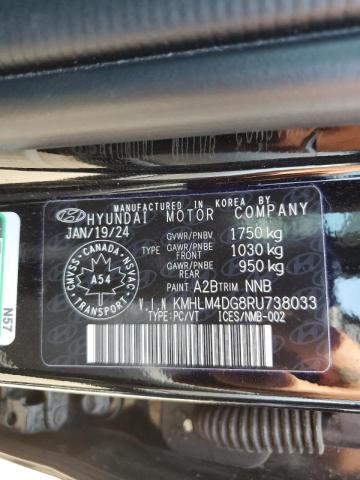 MANUFACTURED IN KOREA BY
HYUNDAI MOTOR COMPANY
JAN/19/24
GVWR/PNBV 1750 kg
GAWR/PNBE FRONT 1030 kg
GAWR/PNBE REAR 950 kg
CMVSS-CANADA-NSVAC
A54
TRANSPORT
PAINT A2B TRIM NNB
V.I.N KMHLM4DG8RU738033
TYPE:PC/VT ICES/NMB-002
N57